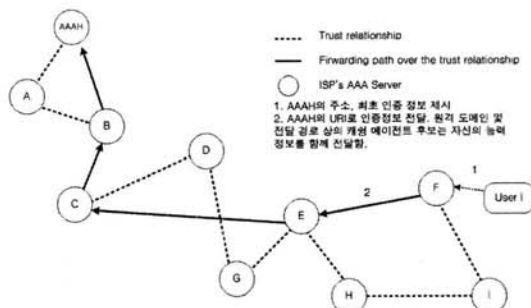 AAAH
A
B
C
D
E
F
G
H
I
User I
1
2
Trust relationship
Firwarding path over the trust relationship
ISP's AAA Server
1. AAAH의 주소, 최초 인증 정보 제시
2. AAAH의 URI로 인증정보 전달. 원격 도메인 및
전달 경로 상의 캐썽 에이전트 후보는 자신의 능력
정보를 함께 전달함.